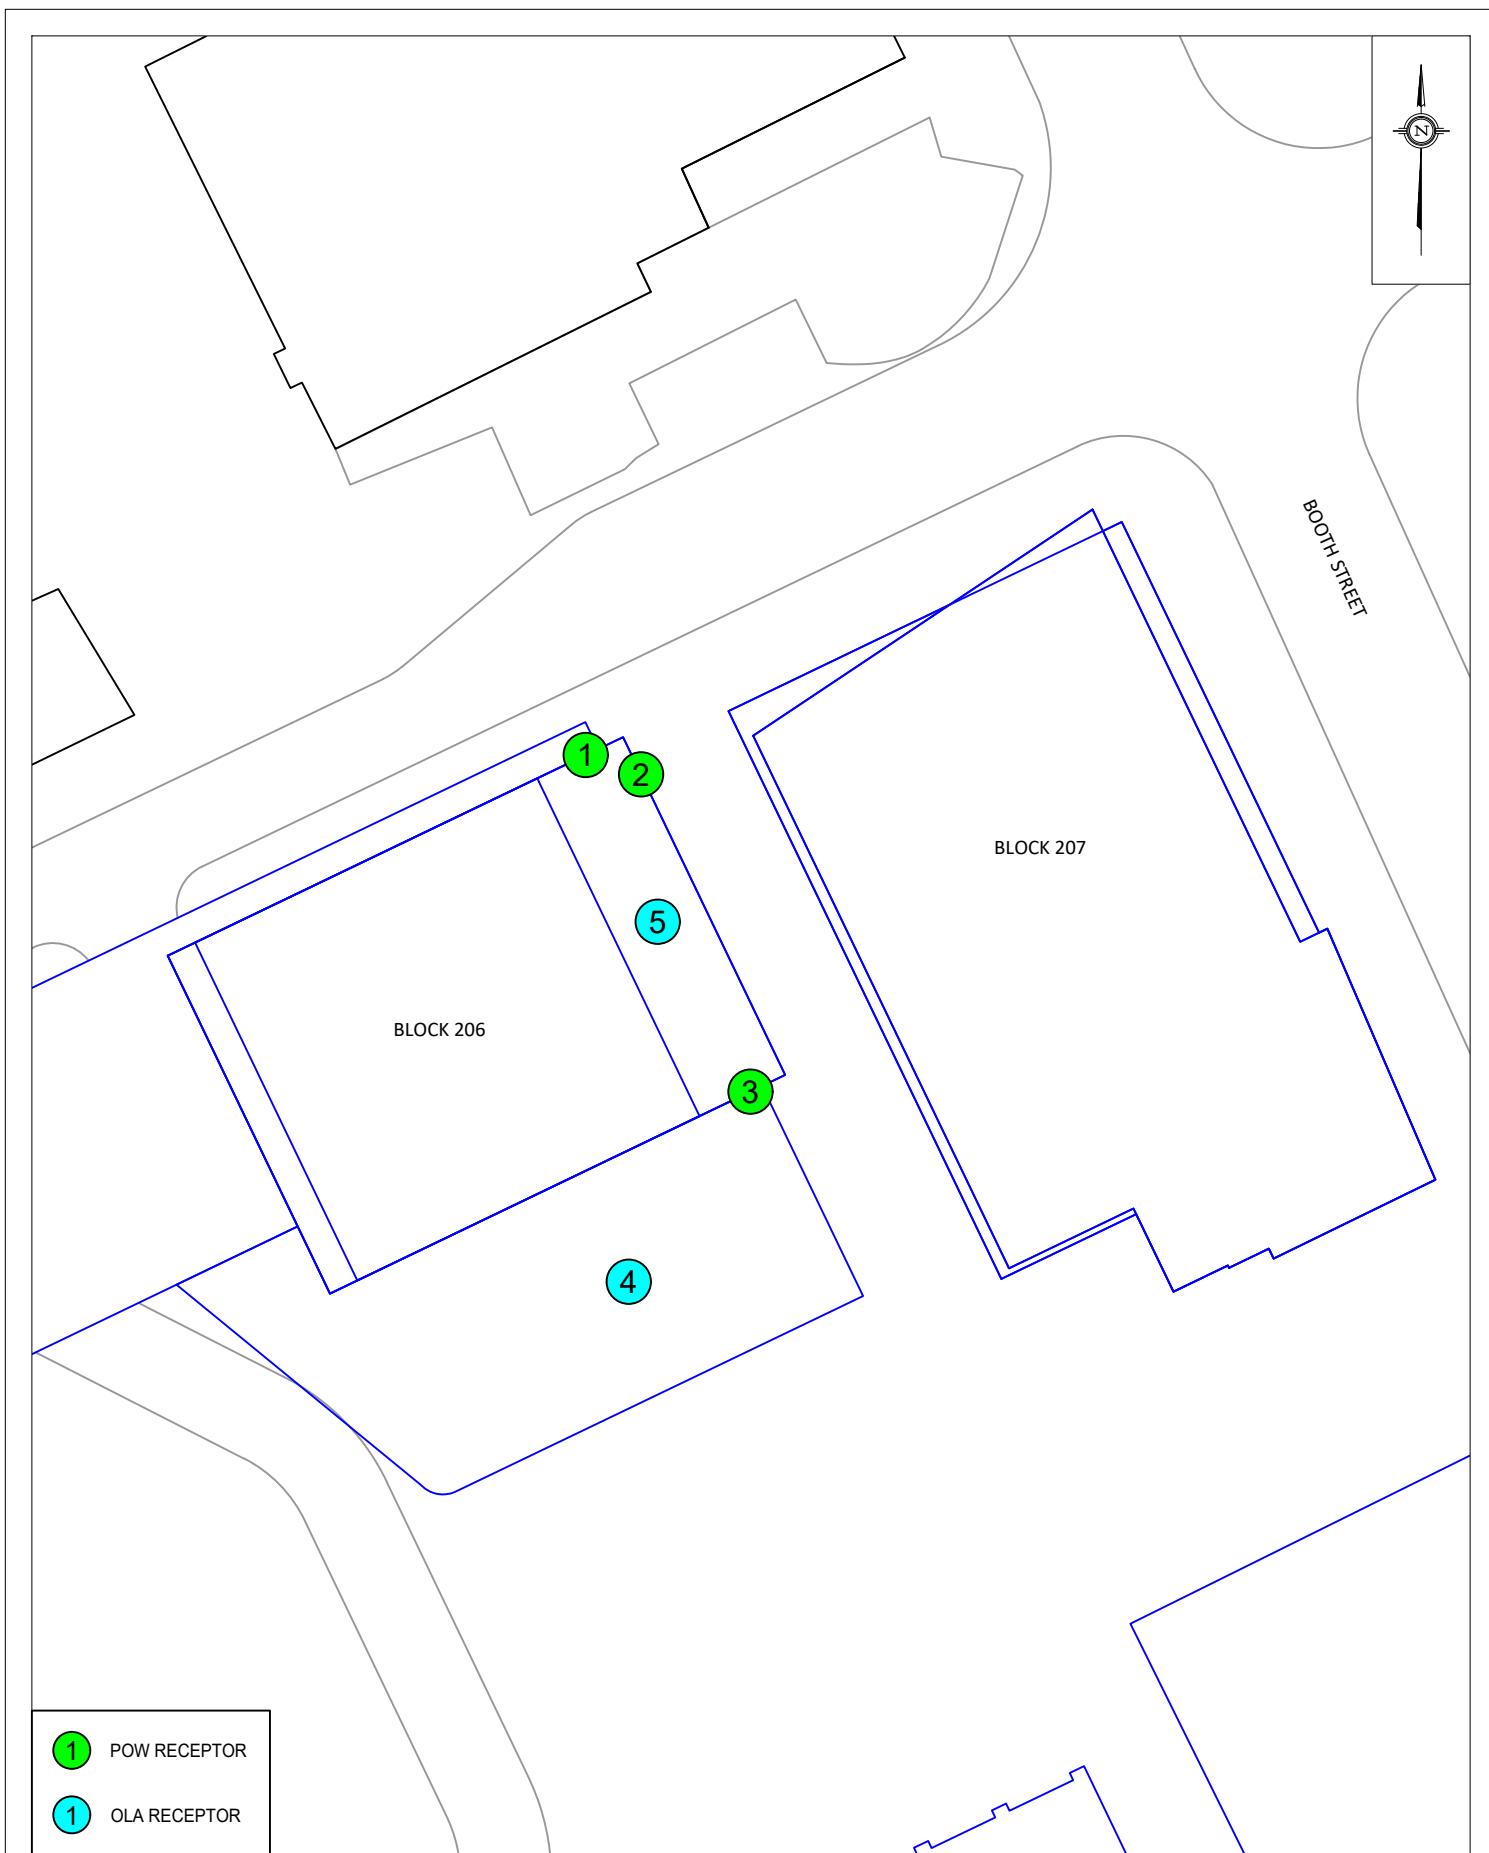 N
BOOTH STREET
1
2
BLOCK 207
5
BLOCK 206
3
4
1 POW RECEPTOR
1 OLA RECEPTOR